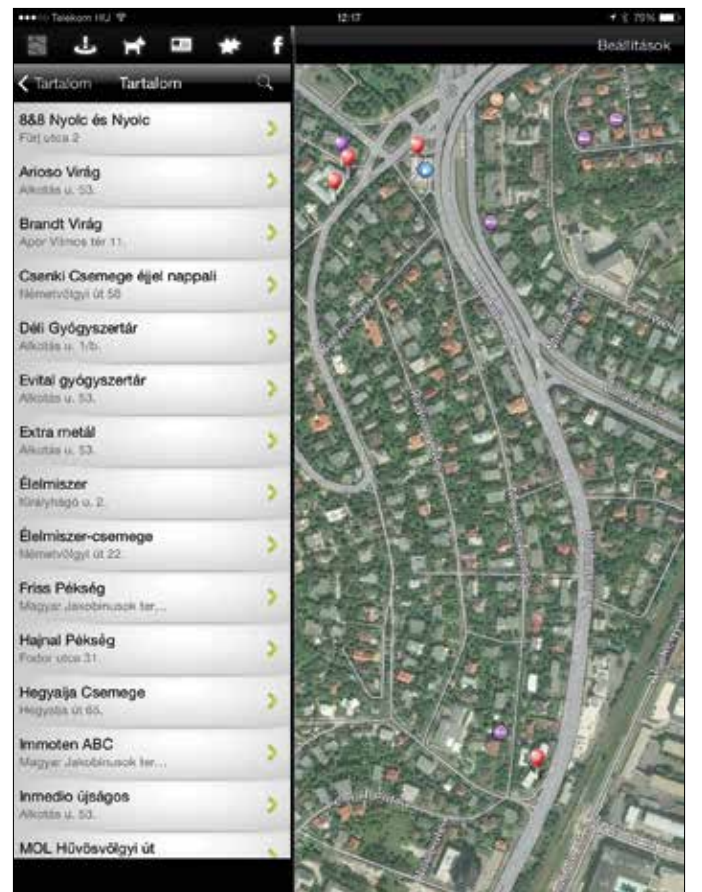 Telekom HU
12:17
79%
f
Beállítások
Tartalom
Tartalom
8&8 Nyolc és Nyolc
Fürj utca 2
Arioso Virág
Alkotás u. 53.
Brandt Virág
Apor Vilmos tér 11.
Csenki Csemege éjjel nappali
Németvölgyi út 58
Déli Gyógyszertár
Alkotás u. 1/b.
Evital gyógyszertár
Alkotás u. 53.
Extra metál
Alkotás u. 53.
Élelmiszer
Királyhágó u. 2.
Élelmiszer-csemege
Németvölgyi út 22.
Friss Pékség
Magyar Jakobinusok ter...
Hajnal Pékség
Fodor utca 31.
Hegyalja Csemege
Hegyalja út 65.
Immoten ABC
Magyar Jakobinusok ter...
Inmedio újságos
Alkotás u. 53.
MOL Hűvösvölgyi út